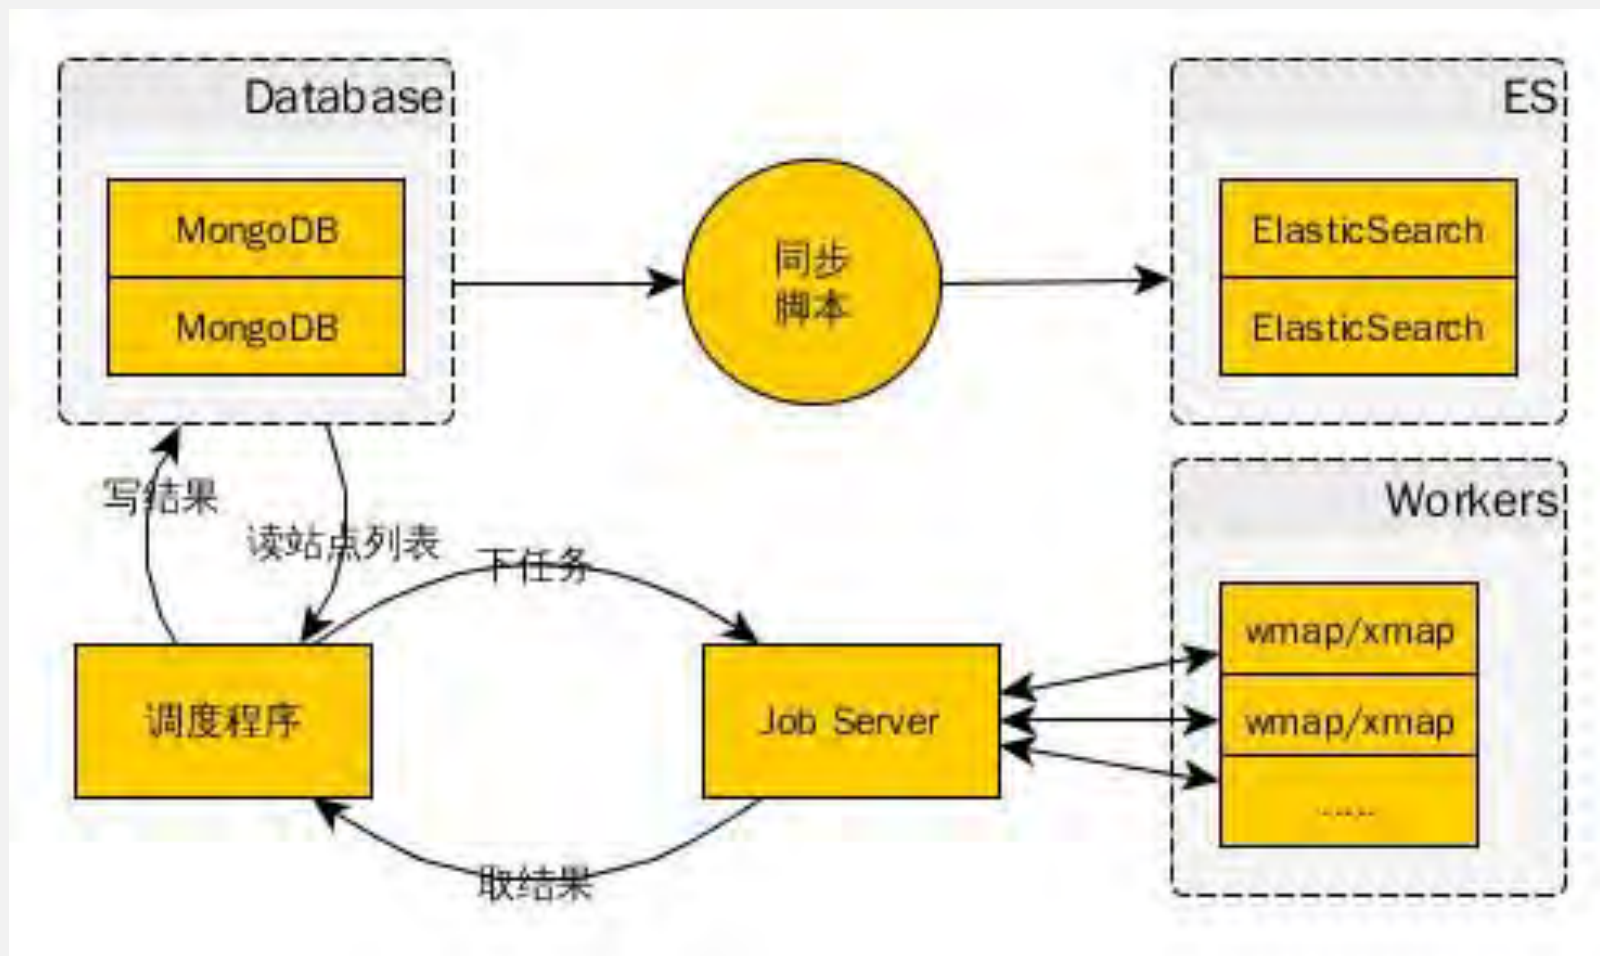 Database
MongoDB
MongoDB
同步
脚本
ES
ElasticSearch
ElasticSearch
写结果
读站点列表
下任务
调度程序
Job Server
取结果
Workers
wmap/xmap
wmap/xmap
......